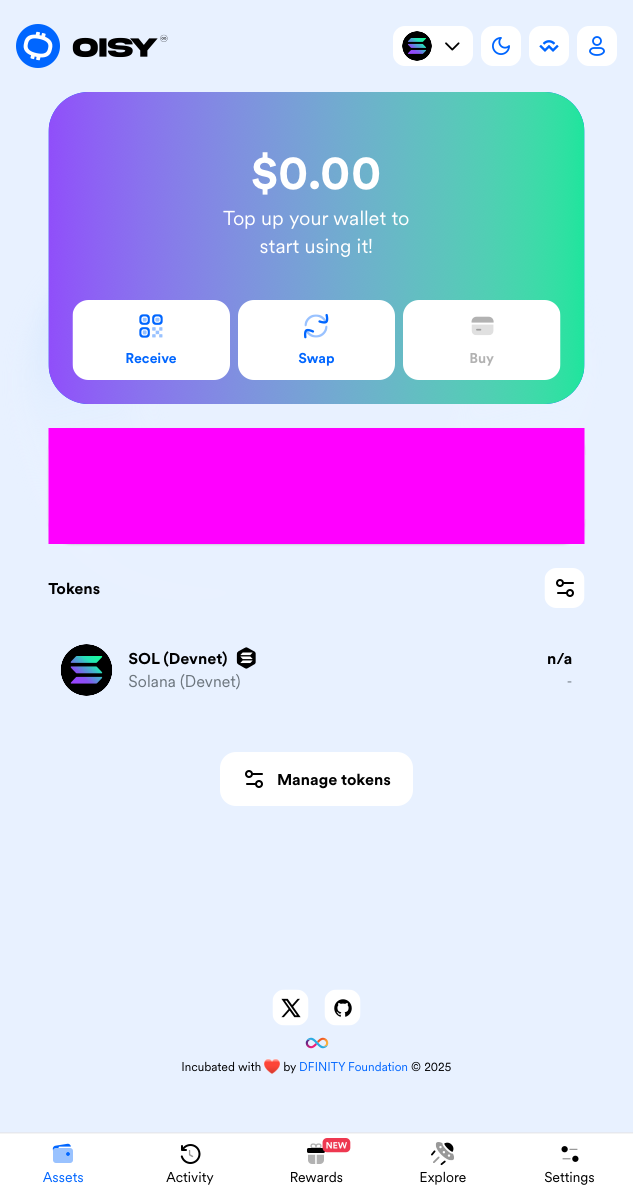 OISY
$0.00
Top up your wallet to
start using it!
Receive
Swap
Buy
Tokens
SOL (Devnet)
n/a
Solana (Devnet)
-
Manage tokens
Incubated with ❤️ by DFINITY Foundation © 2025
NEW
Assets
Activity
Rewards
Explore
Settings